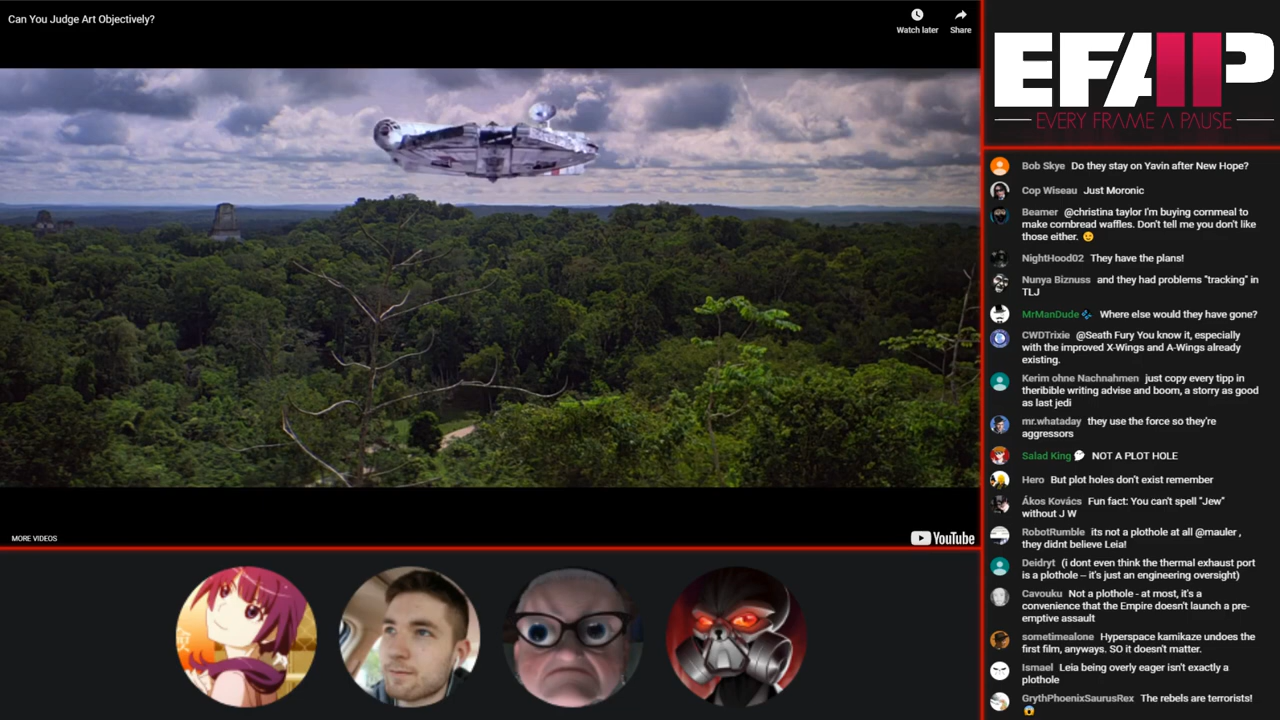 Can You Judge Art Objectively?
Watch later
Share
MORE VIDEOS
YouTube
EFAP
EVERY FRAME A PAUSE
Bob Skye Do they stay on Yavin after New Hope?
Cop Wiseau Just Moronic
Beamer @christina taylor I'm buying cornmeal to
make cornbread waffles. Don't tell me you don't like
those either. 😉
NightHood02 They have the plans!
Nunya Biznuss and they had problems "tracking" in
TLJ
MrManDude Where else would they have gone?
CWDTrixie @Seath Fury You know it, especially
with the improved X-Wings and A-Wings already
existing.
Kerim ohne Nachnahmen just copy every tipp in
theribible writing advise and boom, a storry as good
as last jedi
mr.whataday they use the force so they're
aggressors
Salad King NOT A PLOT HOLE
Hero But plot holes don't exist remember
Ákos Kovács Fun fact: You can't spell "Jew"
without J W
RobotRumble its not a plothole at all @mauler ,
they didnt believe Leia!
Deidryt (i dont even think the thermal exhaust port
is a plothole – it's just an engineering oversight)
Cavouku Not a plothole - at most, it's a
convenience that the Empire doesn't launch a pre-
emptive assault
sometimealone Hyperspace kamikaze undoes the
first film, anyways. SO it doesn't matter.
Ismael Leia being overly eager isn't exactly a
plothole
GrythPhoenixSaurusRex The rebels are terrorists!
😱